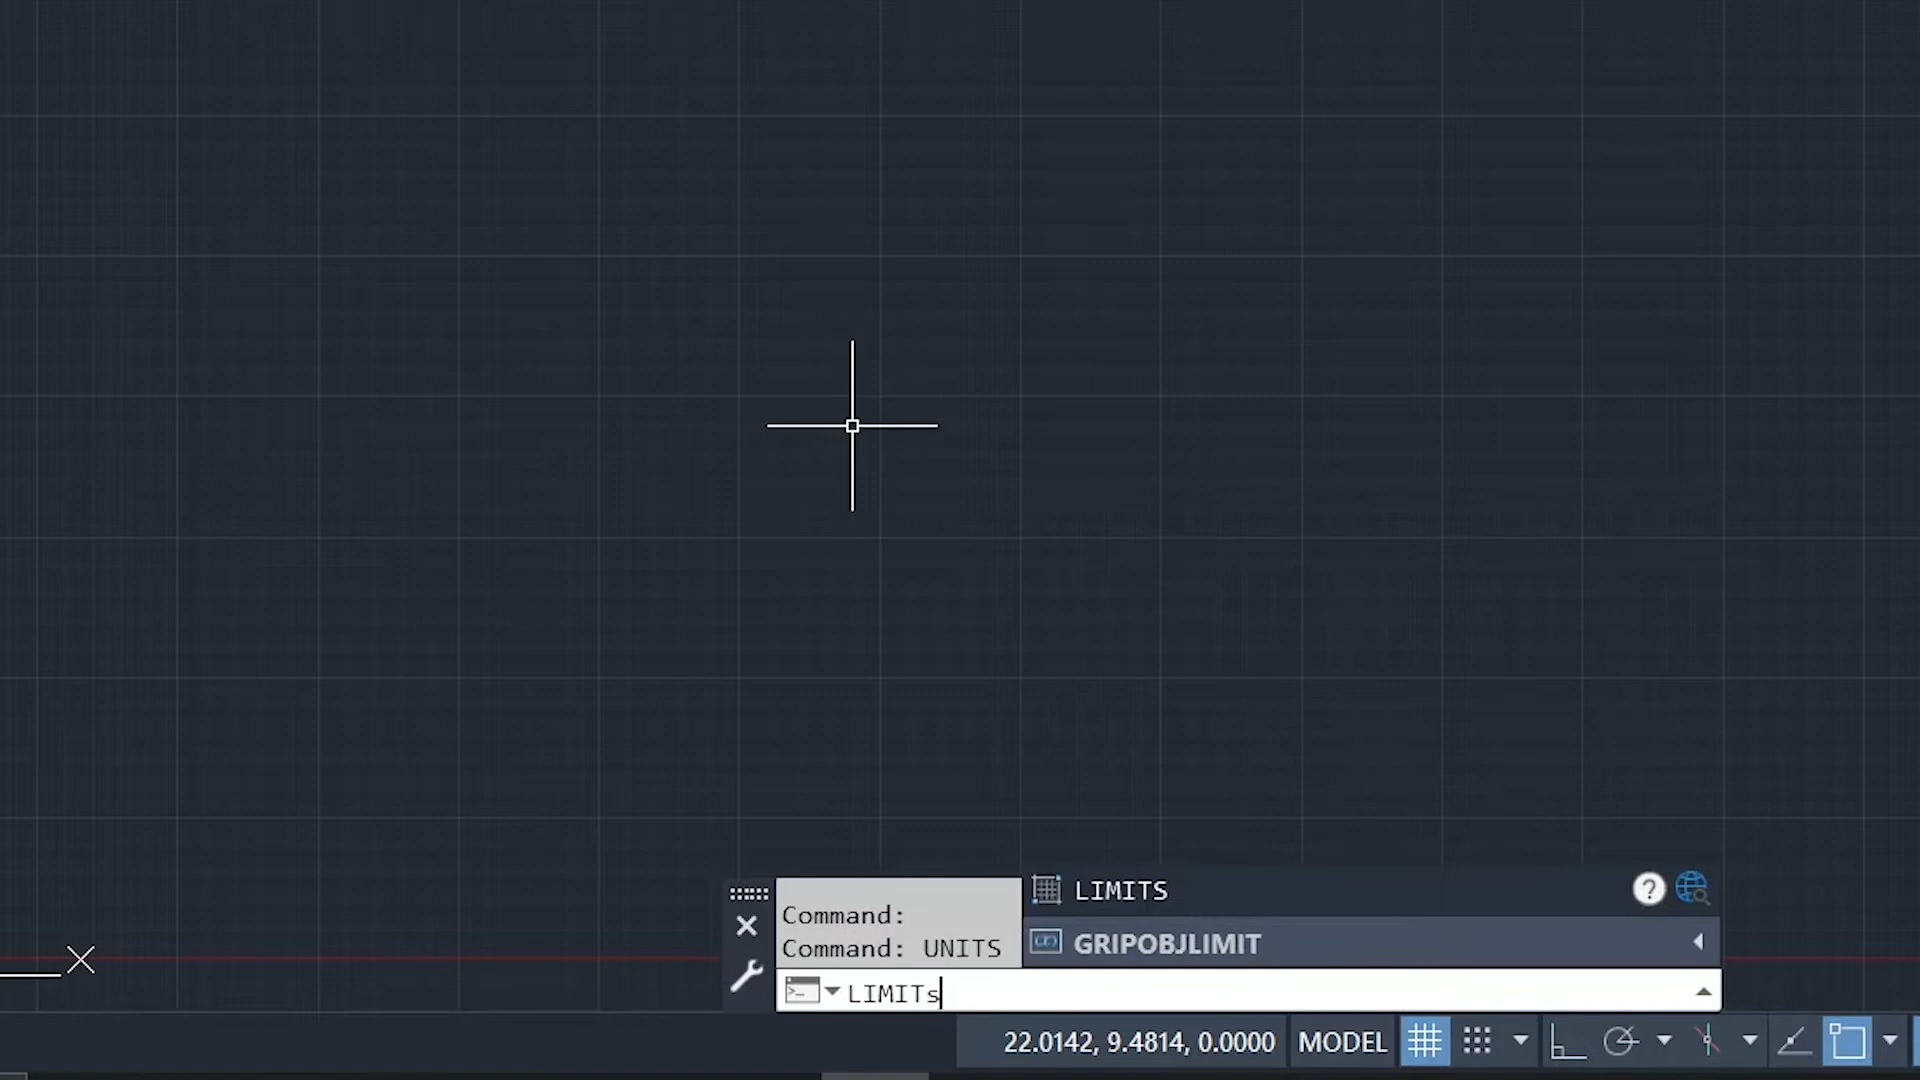 LIMITS
GRIPOBJLIMIT
Command:
Command: UNITS
LIMITs
22.0142, 9.4814, 0.0000 MODEL